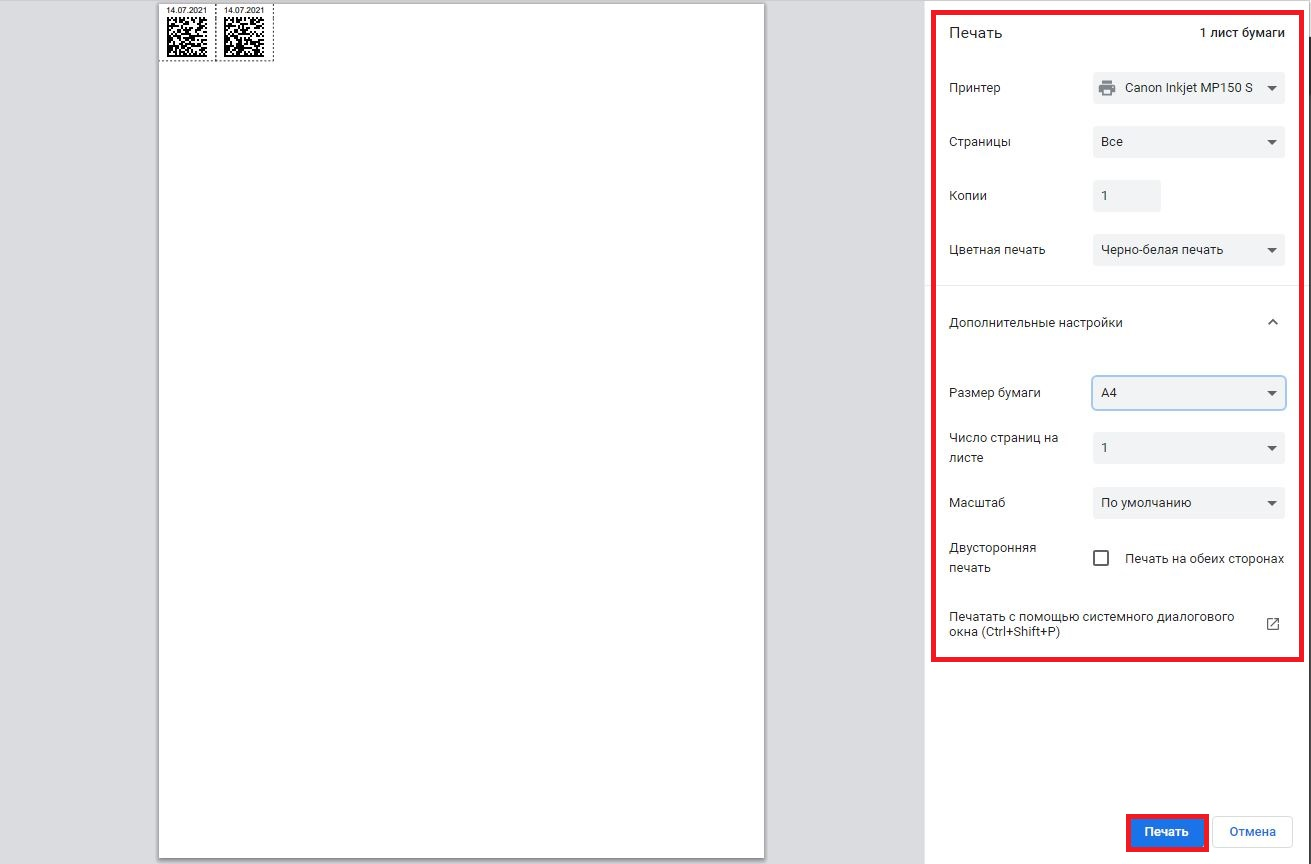 14.07.2021 14.07.2021
Печать 1 лист бумаги
Принтер Canon Inkjet MP150 S
Страницы Все
Копии 1
Цветная печать Черно-белая печать
Дополнительные настройки
Размер бумаги A4
Число страниц на
листе 1
Масштаб По умолчанию
Двусторонняя
печать Печать на обеих сторонах
Печатать с помощью системного диалогового
окна (Ctrl+Shift+P)
Печать Отмена